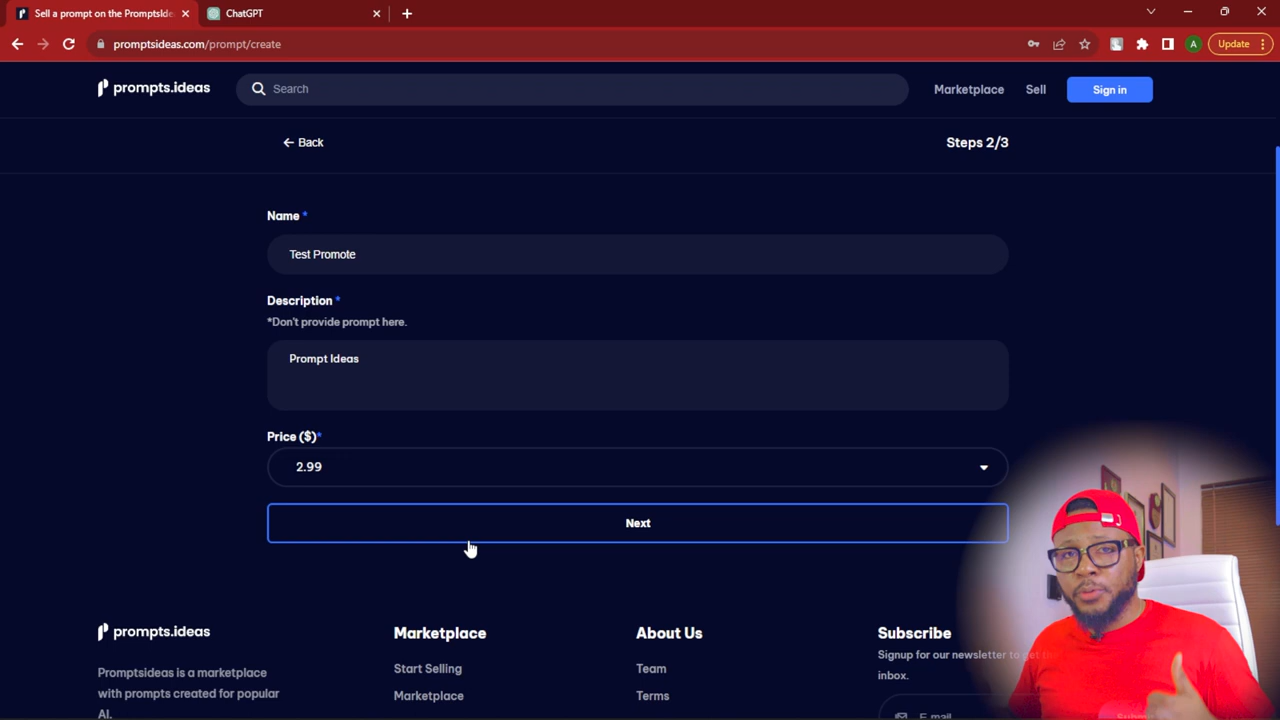 Sell a prompt on the PromptsIde
ChatGPT
promptsideas.com/prompt/create
A
Update
prompts.ideas
Search
Marketplace
Sell
Sign in
Back
Steps 2/3
Name *
Test Promote
Description *
*Don't provide prompt here.
Prompt Ideas
Price ($)*
2.99
Next
prompts.ideas
Promptsideas is a marketplace
with prompts created for popular
AI.
Marketplace
Start Selling
Marketplace
About Us
Team
Terms
Subscribe
Signup for our newsletter to get
inbox.
E.mail